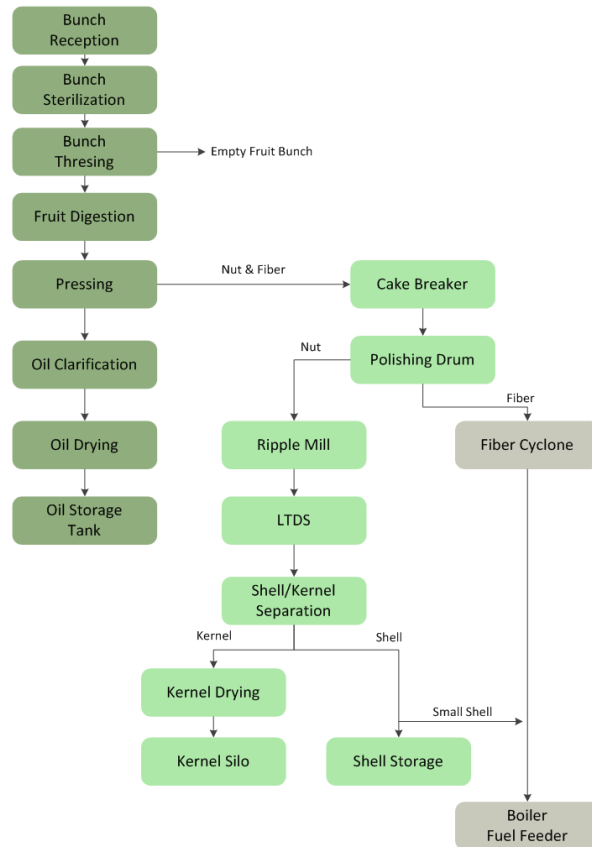 Bunch
Reception
Bunch
Sterilization
Bunch
Thresing
Empty Fruit Bunch
Fruit Digestion
Pressing
Nut & Fiber
Cake Breaker
Oil Clarification
Nut
Polishing Drum
Fiber
Oil Drying
Ripple Mill
Fiber Cyclone
Oil Storage
Tank
LTDS
Shell/Kernel
Separation
Kernel
Shell
Kernel Drying
Small Shell
Kernel Silo
Shell Storage
Boiler
Fuel Feeder